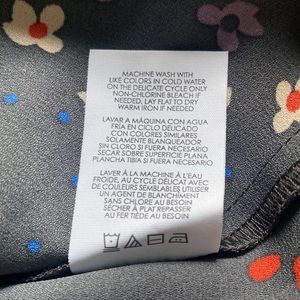 MACHINE WASH WITH
LIKE COLORS IN COLD WATER
ON THE DELICATE CYCLE ONLY
NON-CHLORINE BLEACH IF
NEEDED. LAY FLAT TO DRY
WARM IRON IF NEEDED
LAVAR A MÁQUINA CON AGUA
FRIA EN CICLO DELICADO
CON COLORES SIMILARES
SOLAMENTE BLANQUEADOR
SIN CLORO SI FUERA NECESARIO
SECAR SOBRE SUPERFICIE PLANA
PLANCHA TIBIA SI FUERA NECESARIO
LAVER À LA MACHINE À L'EAU
FROIDE, AU CYCLE DÉLICAT AVEC
DE COULEURS SEMBLABLES UTILISER
UN AGENT DE BLANCHIMENT
SANS CHLORE AU BESOIN
SÉCHER À PLAT REPASSER
AU FER TIÈDE AU BESOIN